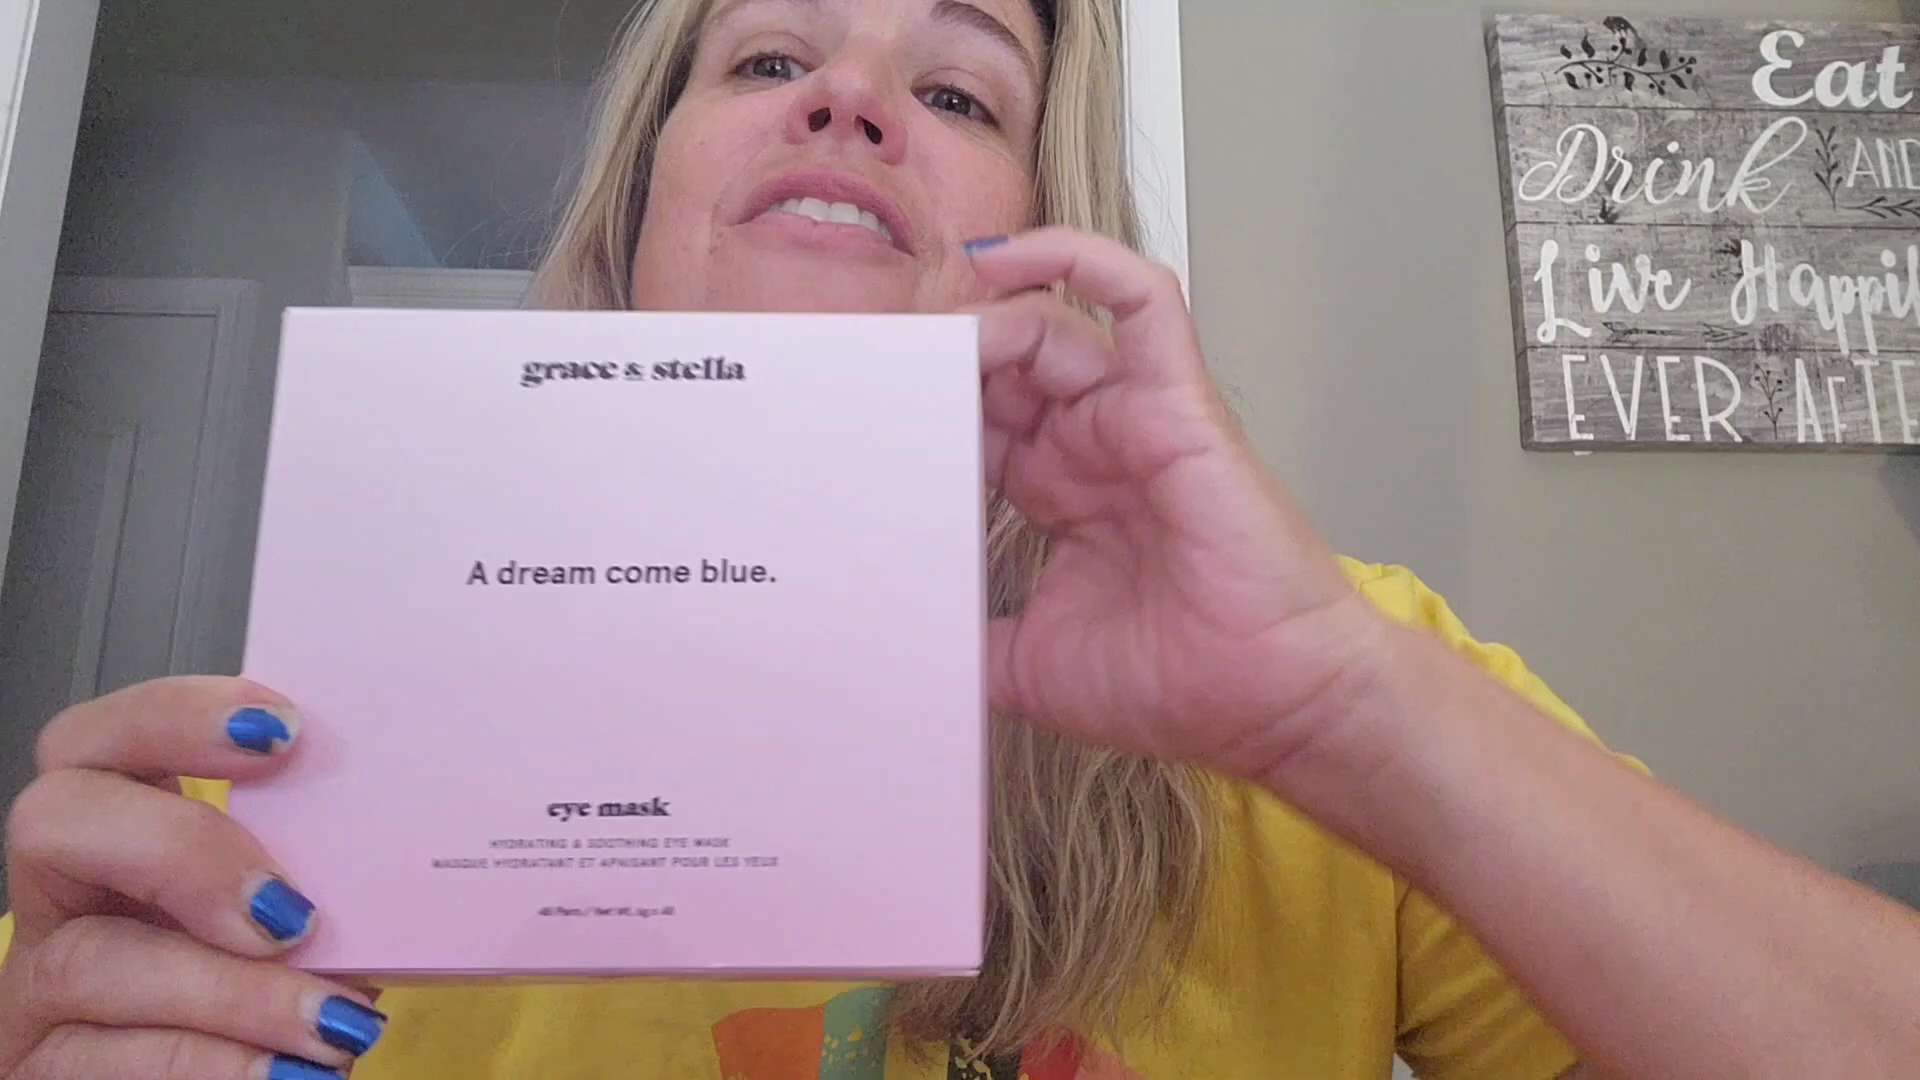 grace & stella
A dream come blue.
eye mask
HYDRATING & SOOTHING EYE MASK
MASQUE HYDRATANT ET APAISANT POUR LES YEUX
Eat
Drink AND
Live Happil
EVER AFTE